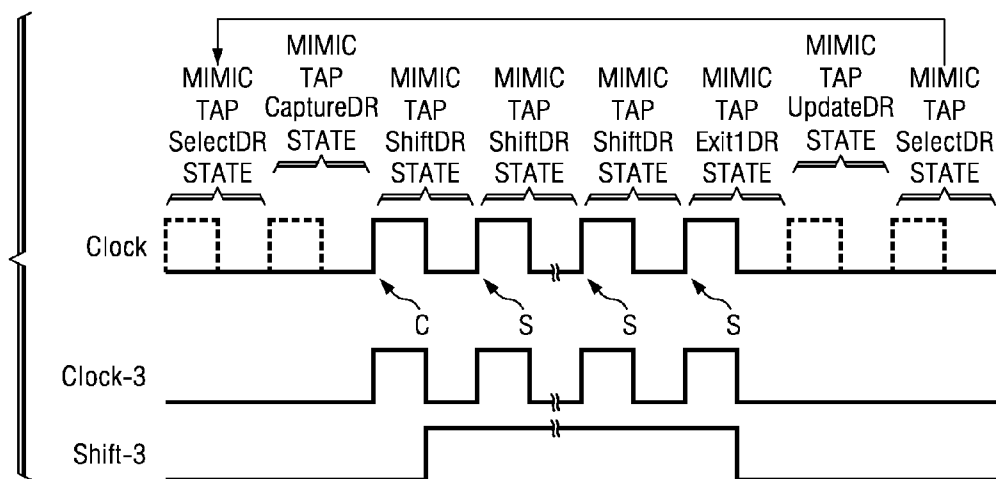 MIMIC
TAP
SelectDR
STATE
MIMIC
TAP
CaptureDR
STATE
MIMIC
TAP
ShiftDR
STATE
MIMIC
TAP
ShiftDR
STATE
MIMIC
TAP
ShiftDR
STATE
MIMIC
TAP
Exit1DR
STATE
MIMIC
TAP
UpdateDR
STATE
MIMIC
TAP
SelectDR
STATE
Clock
C
S
S
S
Clock-3
Shift-3